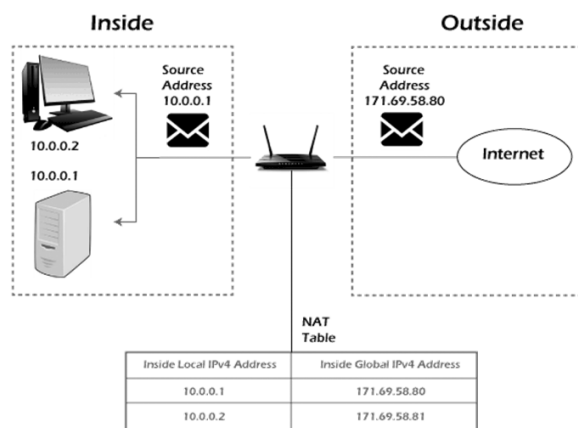 Inside
Outside
Source
Address
10.0.0.1
Source
Address
171.69.58.80
10.0.0.2
10.0.0.1
Internet
NAT
Table
Inside Local IPv4 Address
Inside Global IPv4 Address
10.0.0.1
171.69.58.80
10.0.0.2
171.69.58.81